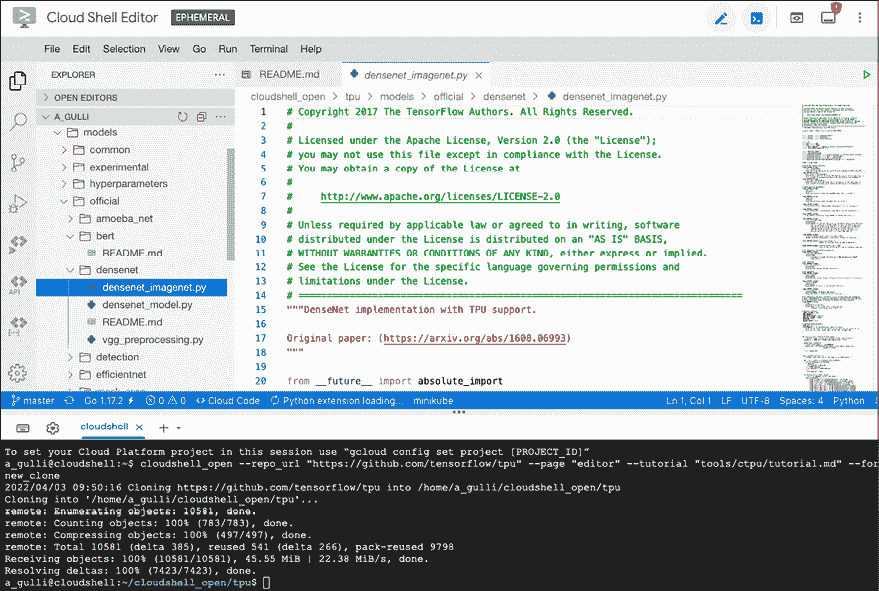 Cloud Shell Editor EPHEMERAL
File Edit Selection View Go Run Terminal Help
EXPLORER ...
README.md
densenet_imagenet.py
OPEN EDITORS
cloudshell_open > tpu > models > official > densenet > densenet_imagenet.py
A_GULLI
models
common
experimental
hyperparameters
official
amoeba_net
bert
README.md
densenet
densenet_imagenet.py
densenet_model.py
README.md
vgg_preprocessing.py
detection
efficientnet
1 # Copyright 2017 The TensorFlow Authors. All Rights Reserved.
2 #
3 # Licensed under the Apache License, Version 2.0 (the "License");
4 # you may not use this file except in compliance with the License.
5 # You may obtain a copy of the License at
6 #
7 # http://www.apache.org/licenses/LICENSE-2.0
8 #
9 # Unless required by applicable law or agreed to in writing, software
10 # distributed under the License is distributed on an "AS IS" BASIS,
11 # WITHOUT WARRANTIES OR CONDITIONS OF ANY KIND, either express or implied.
12 # See the License for the specific language governing permissions and
13 # limitations under the License.
14 # ==============================================================================
15 """DenseNet implementation with TPU support.
16
17 Original paper: (https://arxiv.org/abs/1608.06993)
18 """
19
20 from __future__ import absolute_import
master Go 1.17.2 0 0 Cloud Code Python extension loading... minikube Ln 1, Col 1 LF UTF-8 Spaces: 4 Python
cloudshell
To set your Cloud Platform project in this session use “gcloud config set project [PROJECT_ID]”
a_gulli@cloudshell:~$ cloudshell_open --repo_url "https://github.com/tensorflow/tpu" --page "editor" --tutorial "tools/ctpu/tutorial.md" --for
new_clone
2022/04/03 09:50:16 Cloning https://github.com/tensorflow/tpu into /home/a_gulli/cloudshell_open/tpu
Cloning into '/home/a_gulli/cloudshell_open/tpu'...
remote: Enumerating objects: 10581, done.
remote: Counting objects: 100% (783/783), done.
remote: Compressing objects: 100% (497/497), done.
remote: Total 10581 (delta 385), reused 541 (delta 266), pack-reused 9798
Receiving objects: 100% (10581/10581), 45.55 MiB | 22.38 MiB/s, done.
Resolving deltas: 100% (7423/7423), done.
a_gulli@cloudshell:~/cloudshell_open/tpu$